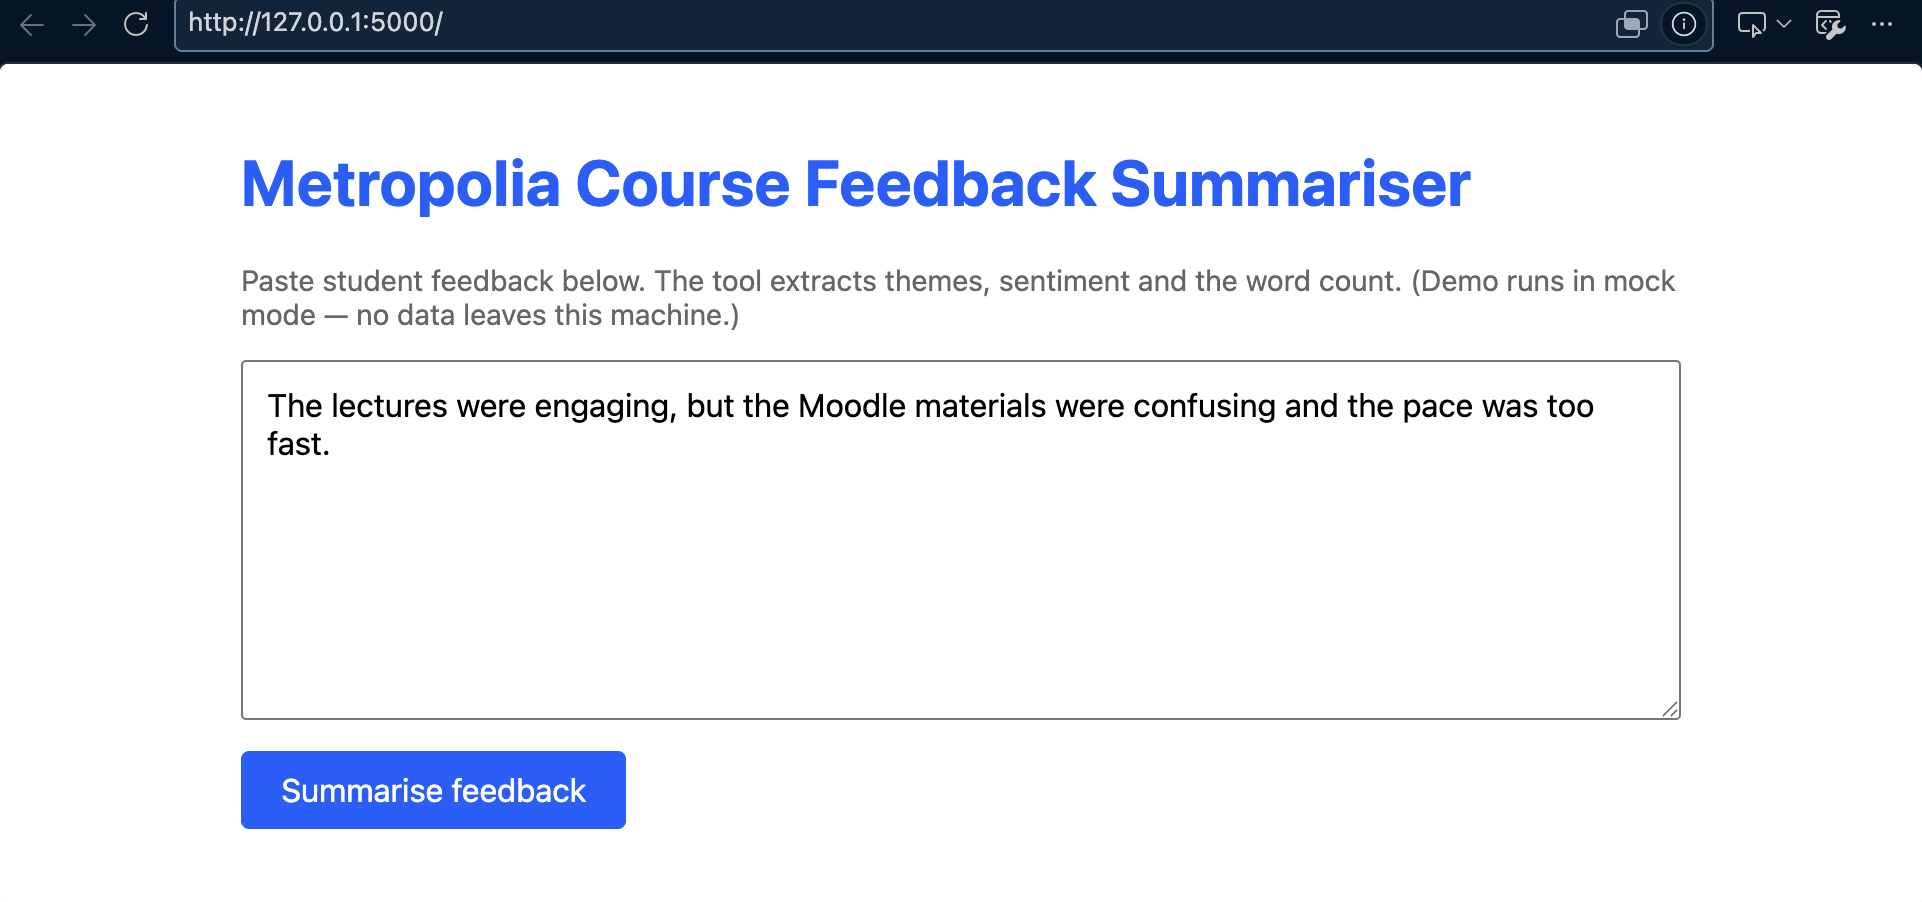 http://127.0.0.1:5000/
Metropolia Course Feedback Summariser
Paste student feedback below. The tool extracts themes, sentiment and the word count. (Demo runs in mock
mode — no data leaves this machine.)
The lectures were engaging, but the Moodle materials were confusing and the pace was too
fast.
Summarise feedback